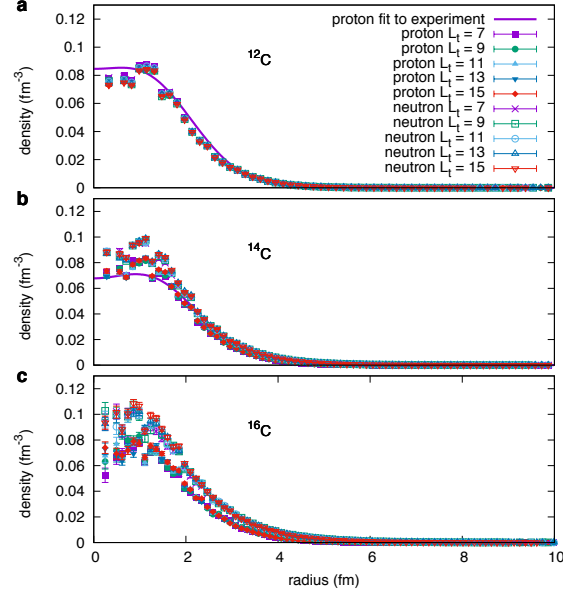 a
proton fit to experiment
proton Lt = 7
proton Lt = 9
proton Lt = 11
proton Lt = 13
proton Lt = 15
neutron Lt = 7
neutron Lt = 9
neutron Lt = 11
neutron Lt = 13
neutron Lt = 15
12C
density (fm-3)
0.12
0.1
0.08
0.06
0.04
0.02
0
b
14C
density (fm-3)
0.12
0.1
0.08
0.06
0.04
0.02
0
c
16C
density (fm-3)
0.12
0.1
0.08
0.06
0.04
0.02
0
0 2 4 6 8 10
radius (fm)